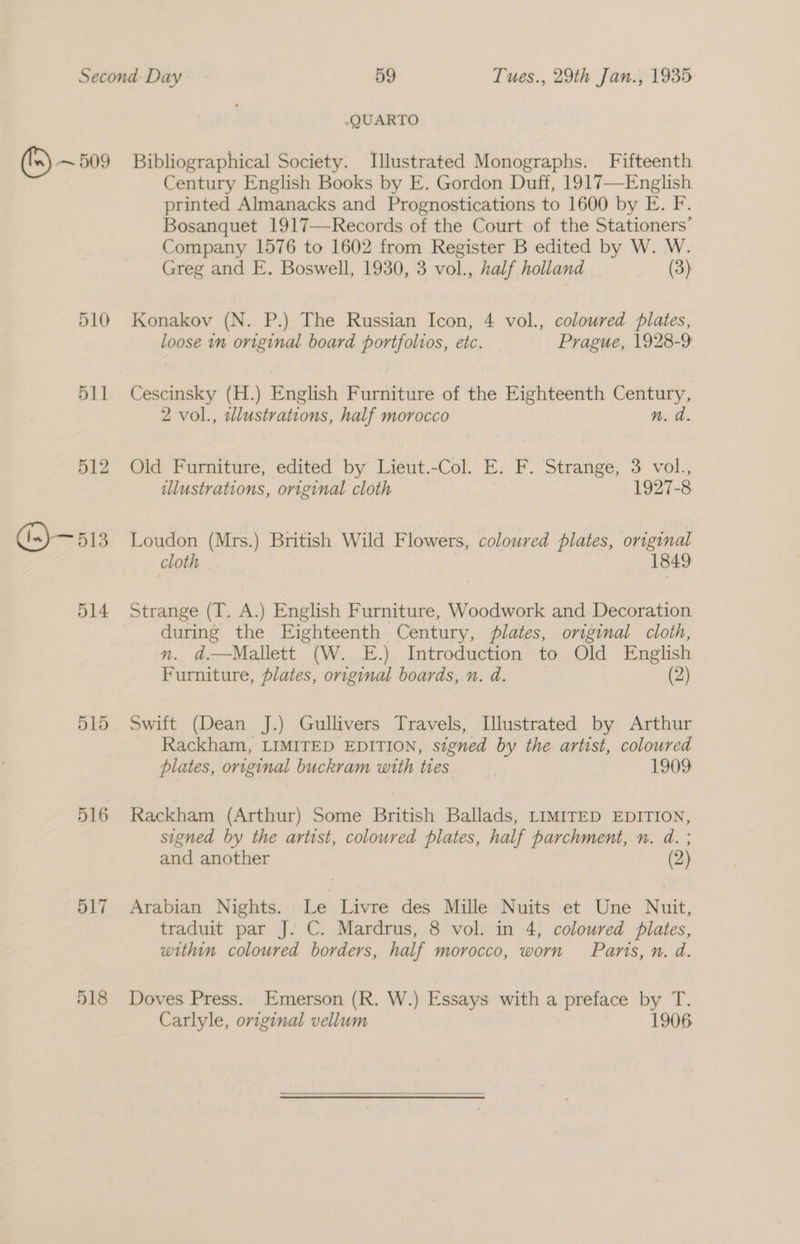 Second Day 59 Tues., 29th Jan., 1935
QUARTO
509 Bibliographical Society. Illustrated Monographs. Fifteenth
Century English Books by E. Gordon Duff, 1917—English
printed Almanacks and Prognostications to 1600 by E. F.
Bosanquet 1917—Records of the Court of the Stationers'
Company 1576 to 1602 from Register B edited by W. W.
Greg and E. Boswell, 1930, 3 vol., half holland (3)
510 Konakov (N. P.) The Russian Icon, 4 vol., coloured plates,
loose in original board portfolios, etc. Prague, 1928-9
511 Cescinsky (H.) English Furniture of the Eighteenth Century,
2 vol., illustrations, half morocco n. d.
512 Old Furniture, edited by Lieut.-Col. E. F. Strange, 3 vol.,
illustrations, original cloth 1927-8
513 Loudon (Mrs.) British Wild Flowers, coloured plates, original
cloth 1849
514 Strange (T. A.) English Furniture, Woodwork and Decoration
during the Eighteenth Century, plates, original cloth,
n. d.—Mallett (W. E.) Introduction to Old English
Furniture, plates, original boards, n. d. (2)
515 Swift (Dean J.) Gullivers Travels, Illustrated by Arthur
Rackham, LIMITED EDITION, signed by the artist, coloured
plates, original buckram with ties 1909
516 Rackham (Arthur) Some British Ballads, LIMITED EDITION,
signed by the artist, coloured plates, half parchment, n. d. ;
and another (2)
517 Arabian Nights. Le Livre des Mille Nuits et Une Nuit,
traduit par J. C. Mardrus, 8 vol. in 4, coloured plates,
within coloured borders, half morocco, worn Paris, n. d.
518 Doves Press. Emerson (R. W.) Essays with a preface by T.
Carlyle, original vellum 1906